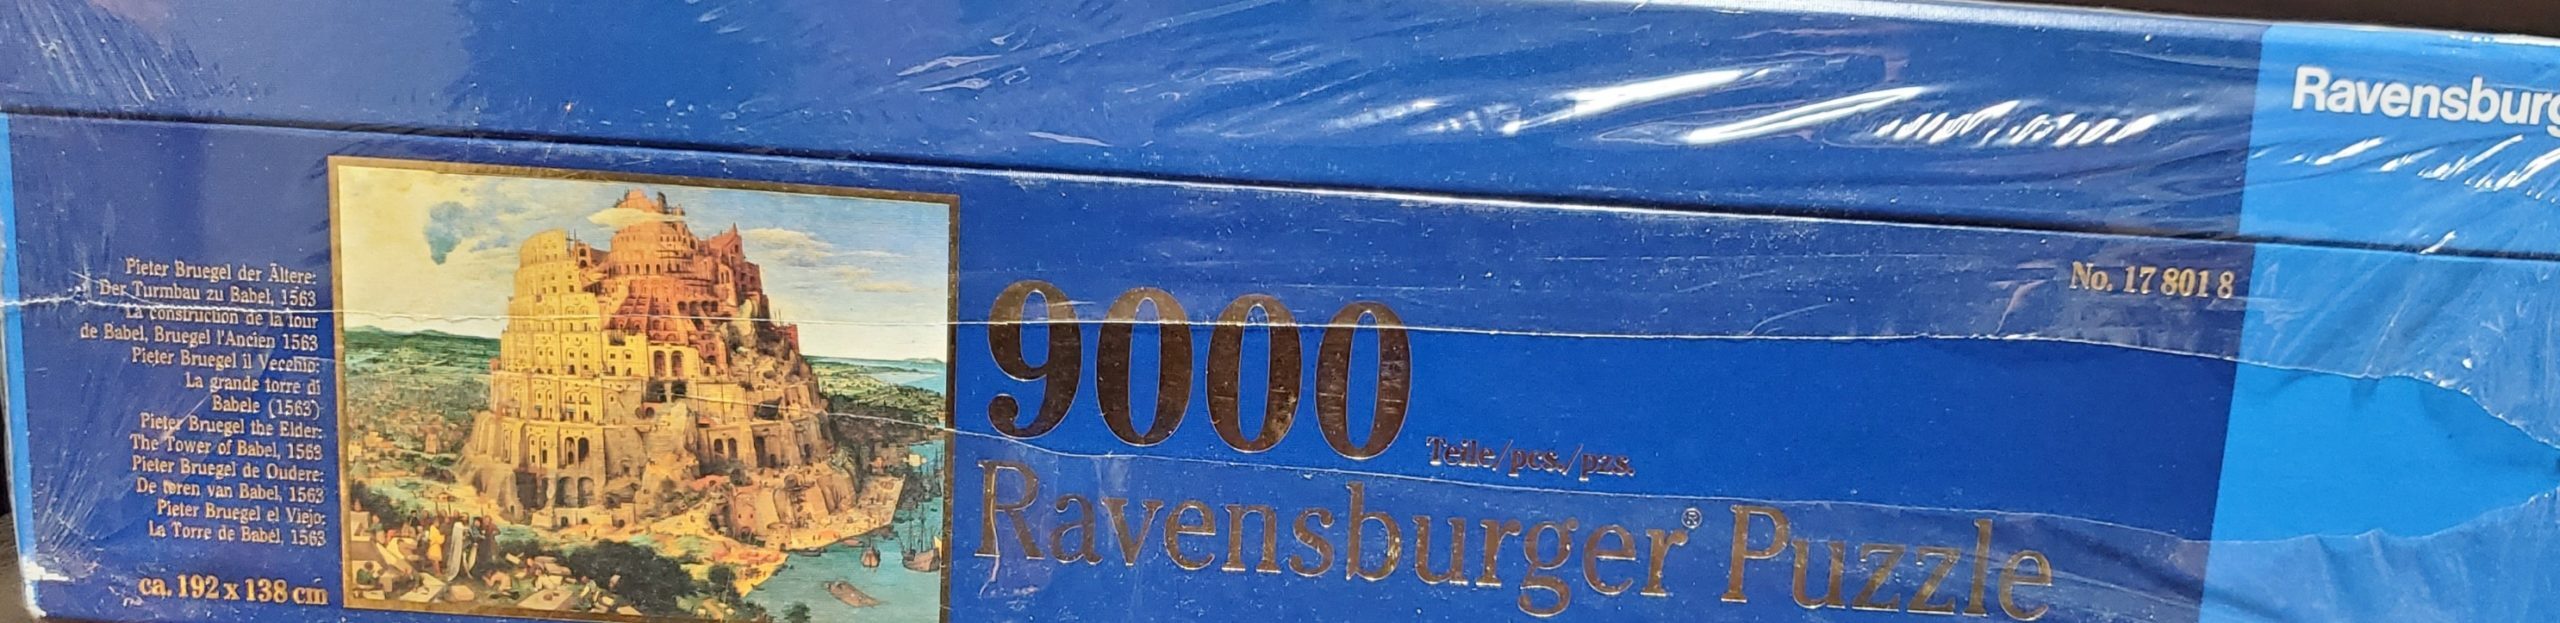 Ravensburg
Pieter Bruegel der Ältere:
Der Turmbau zu Babel, 1563
La construction de la tour
de Babel, Bruegel l'Ancien 1563
Pieter Bruegel il Vecchio:
La grande torre di
Babele (1563)
Pieter Bruegel the Elder:
The Tower of Babel, 1563
Pieter Bruegel de Oudere:
De toren van Babel, 1563
Pieter Bruegel el Viejo:
La Torre de Babel, 1563
ca. 192 x 138 cm
9000
Teile/pcs./pzs.
Ravensburger® Puzzle
No. 17 801 8